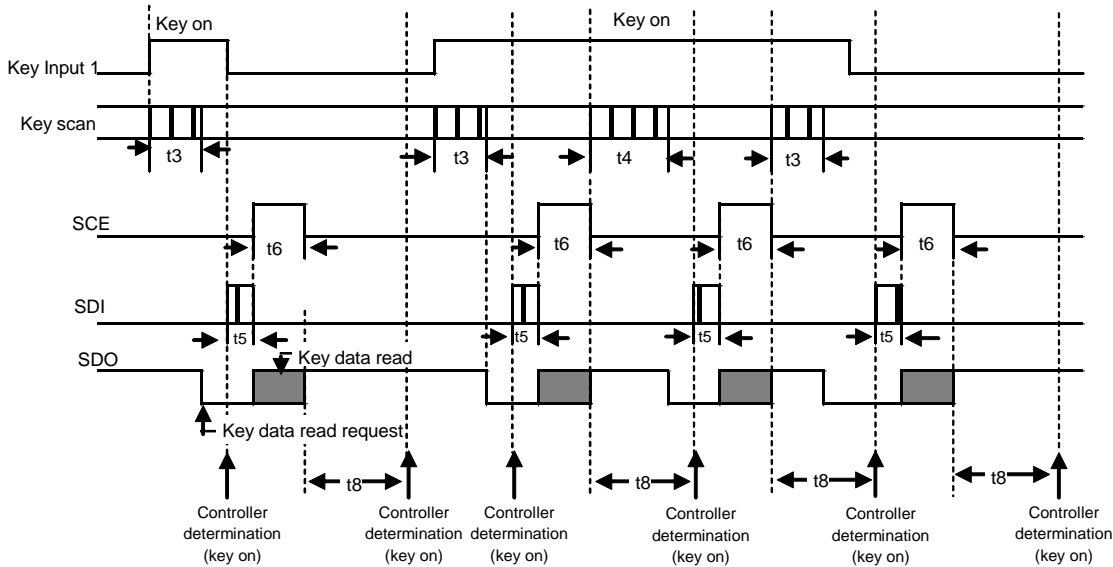 Key on
Key on
Key Input 1
Key scan
t3
t3
t4
t3
SCE
t6
t6
t6
t6
SDI
t5
t5
t5
t5
SDO
Key data read
Key data read request
t8
t8
t8
t8
Controller
determination
(key on)
Controller
determination
(key on)
Controller
determination
(key on)
Controller
determination
(key on)
Controller
determination
(key on)
Controller
determination
(key on)